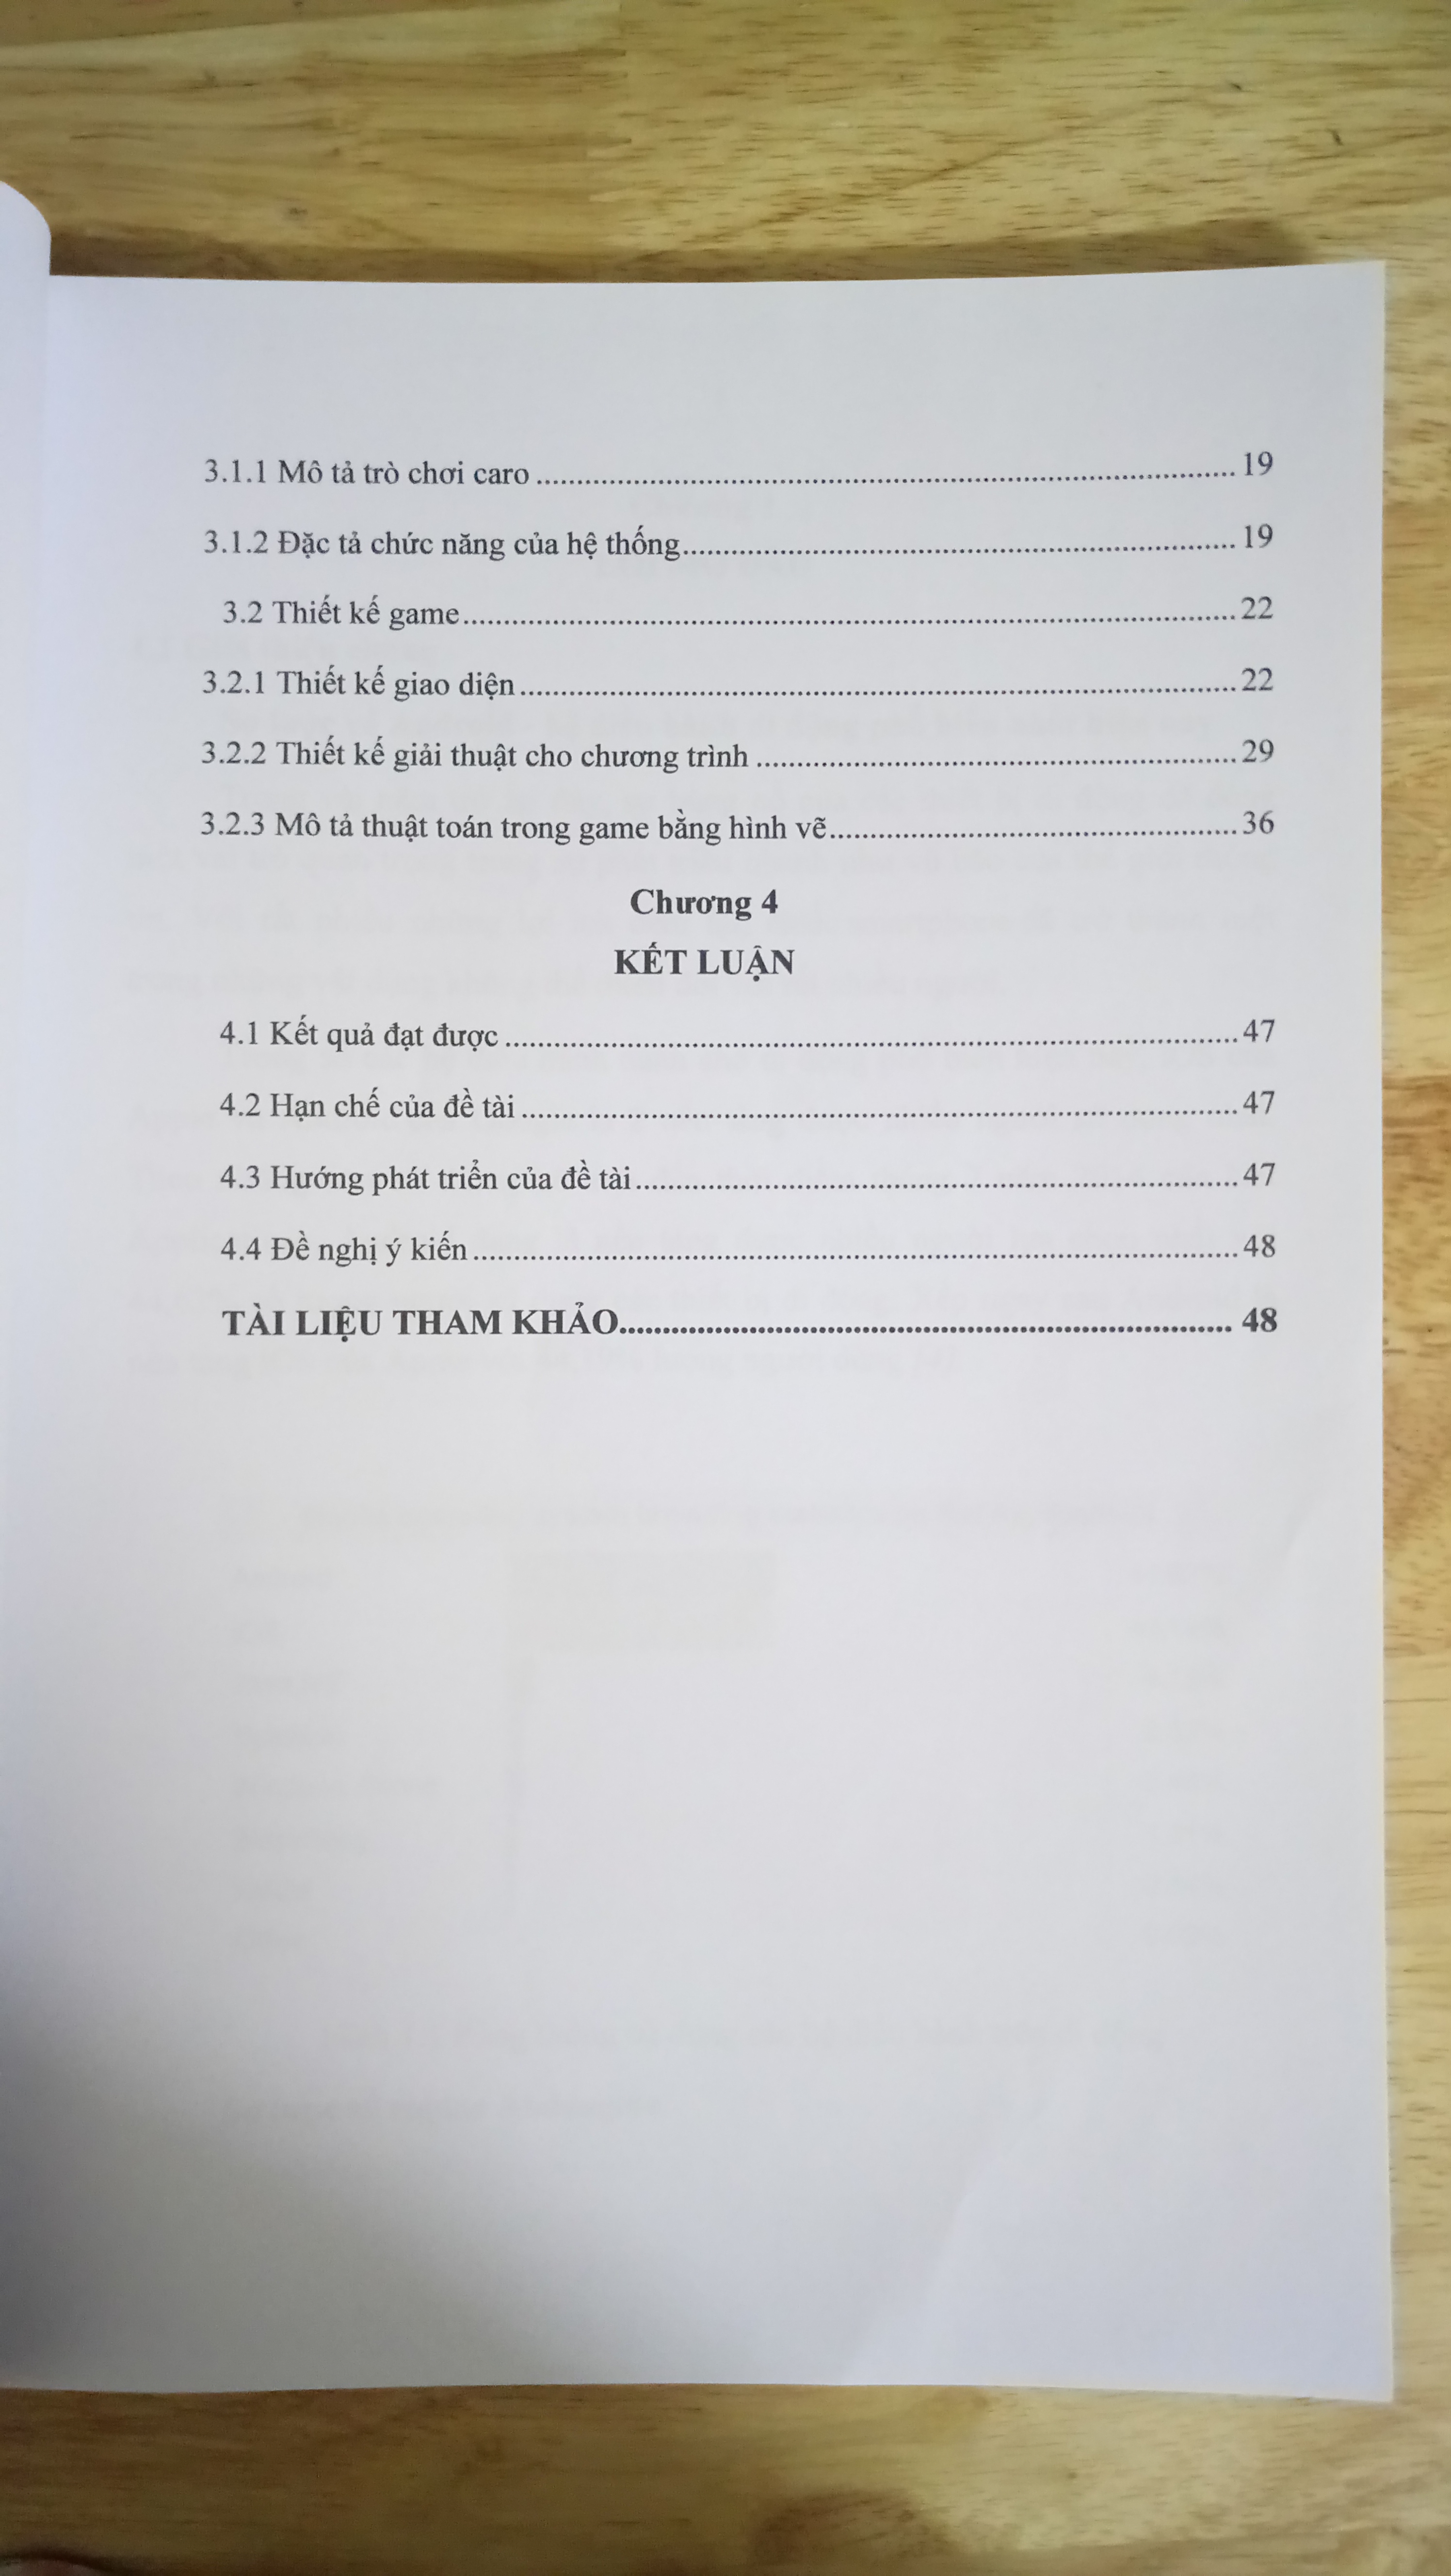 3.1.1 Mô tả trò chơi caro ........................................................................................ 19
3.1.2 Đặc tả chức năng của hệ thống...................................................................... 19
3.2 Thiết kế game................................................................................................. 22
3.2.1 Thiết kế giao diện .......................................................................................... 22
3.2.2 Thiết kế giải thuật cho chương trình ............................................................. 29
3.2.3 Mô tả thuật toán trong game bằng hình vẽ.................................................... 36
Chương 4
KẾT LUẬN
4.1 Kết quả đạt được ............................................................................................ 47
4.2 Hạn chế của đề tài .......................................................................................... 47
4.3 Hướng phát triển của đề tài............................................................................ 47
4.4 Đề nghị ý kiến ................................................................................................ 48
TÀI LIỆU THAM KHẢO....................................................................... 48